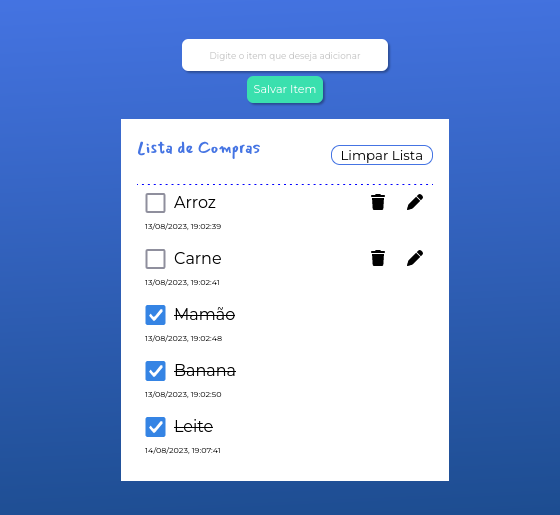 Digite o item que deseja adicionar
Salvar Item
Lista de Compras
Limpar Lista
Arroz
13/08/2023, 19:02:39
Carne
13/08/2023, 19:02:41
Mamão
13/08/2023, 19:02:48
Banana
13/08/2023, 19:02:50
Leite
14/08/2023, 19:07:41